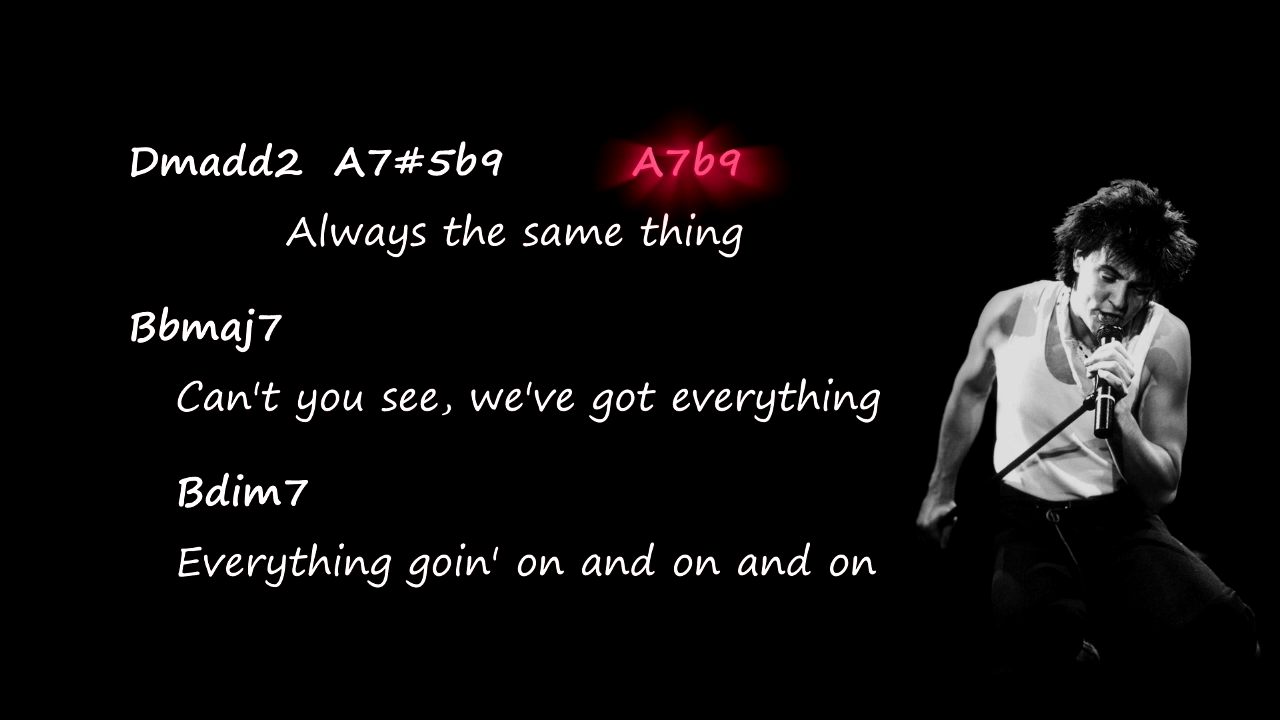 Dmadd2 A7#5b9 A7b9
Always the same thing
Bbmaj7
Can't you see, we've got everything
Bdim7
Everything goin' on and on and on